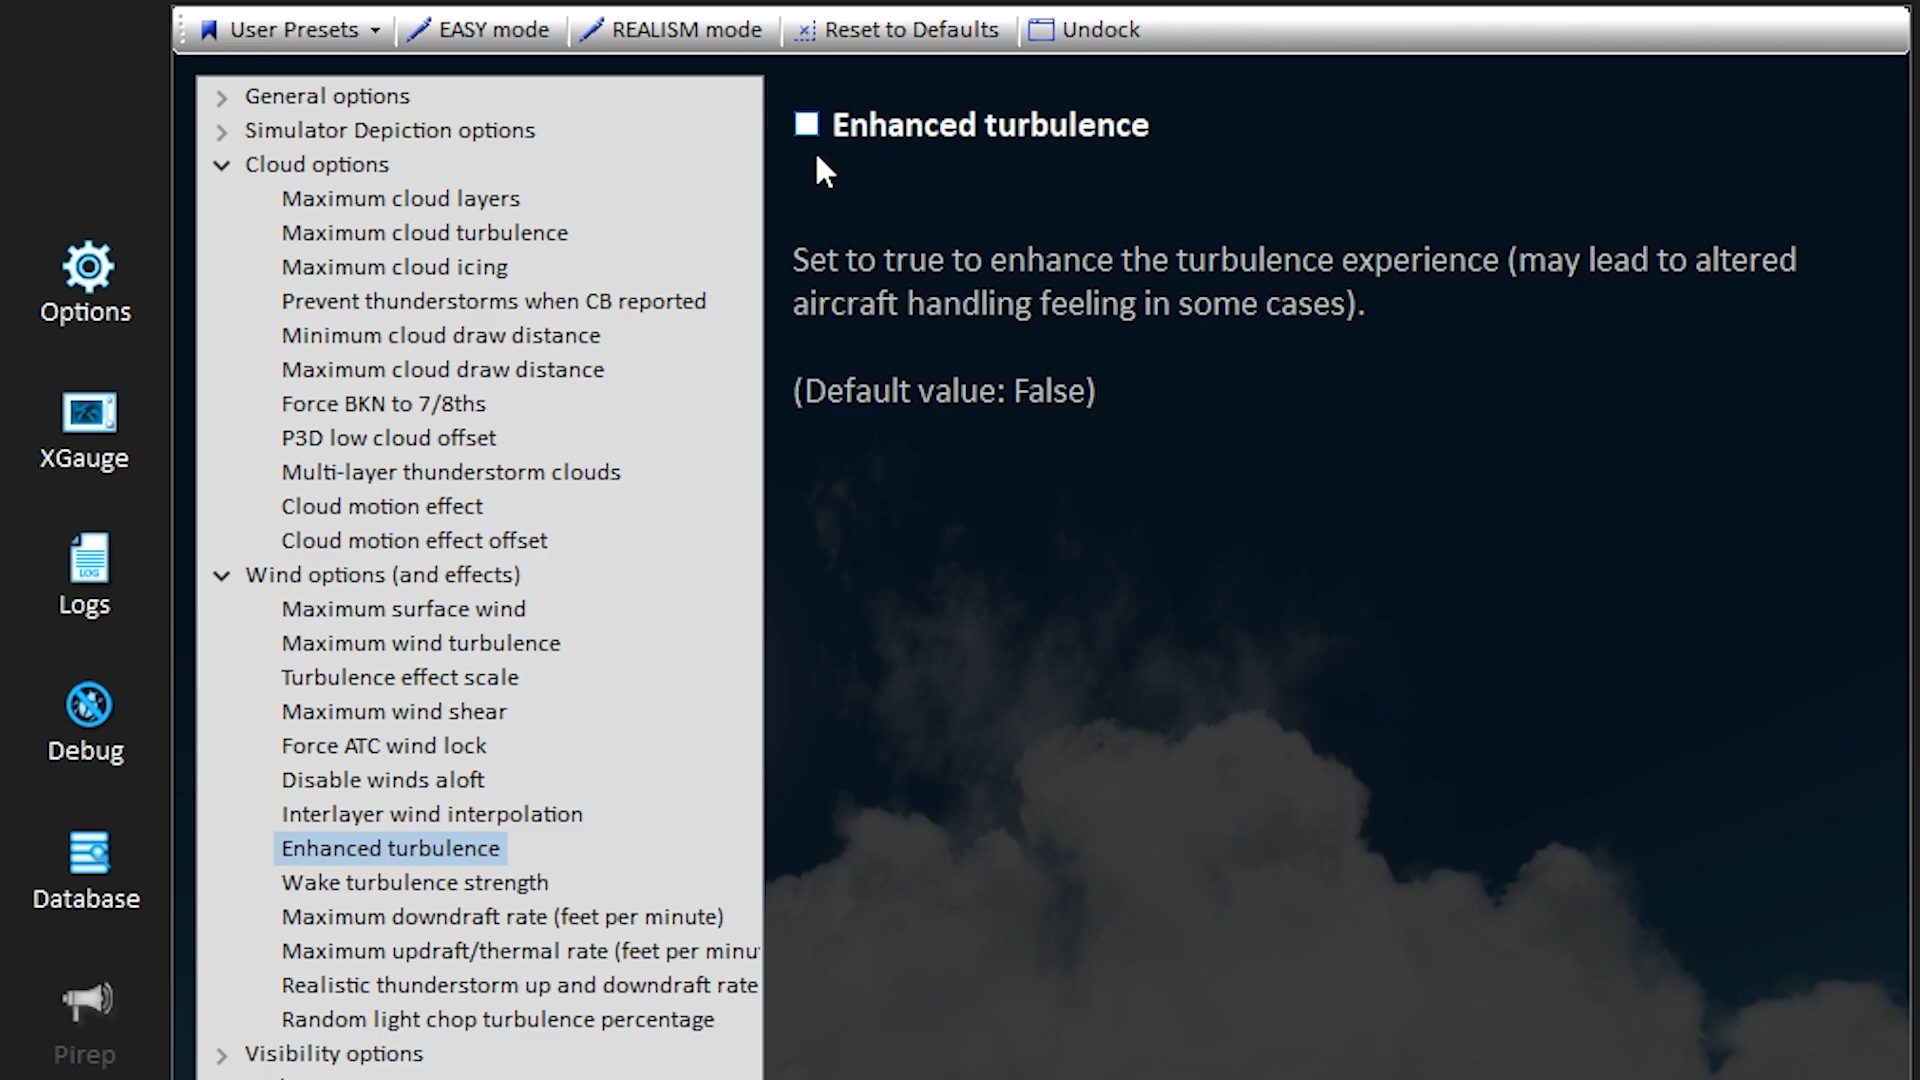 User Presets
EASY mode
REALISM mode
Reset to Defaults
Undock
Options
XGauge
Logs
LOG
Debug
Database
Pirep
General options
Simulator Depiction options
Cloud options
Maximum cloud layers
Maximum cloud turbulence
Maximum cloud icing
Prevent thunderstorms when CB reported
Minimum cloud draw distance
Maximum cloud draw distance
Force BKN to 7/8ths
P3D low cloud offset
Multi-layer thunderstorm clouds
Cloud motion effect
Cloud motion effect offset
Wind options (and effects)
Maximum surface wind
Maximum wind turbulence
Turbulence effect scale
Maximum wind shear
Force ATC wind lock
Disable winds aloft
Interlayer wind interpolation
Enhanced turbulence
Wake turbulence strength
Maximum downdraft rate (feet per minute)
Maximum updraft/thermal rate (feet per minu
Realistic thunderstorm up and downdraft rate
Random light chop turbulence percentage
Visibility options
Enhanced turbulence
Set to true to enhance the turbulence experience (may lead to altered
aircraft handling feeling in some cases).
(Default value: False)